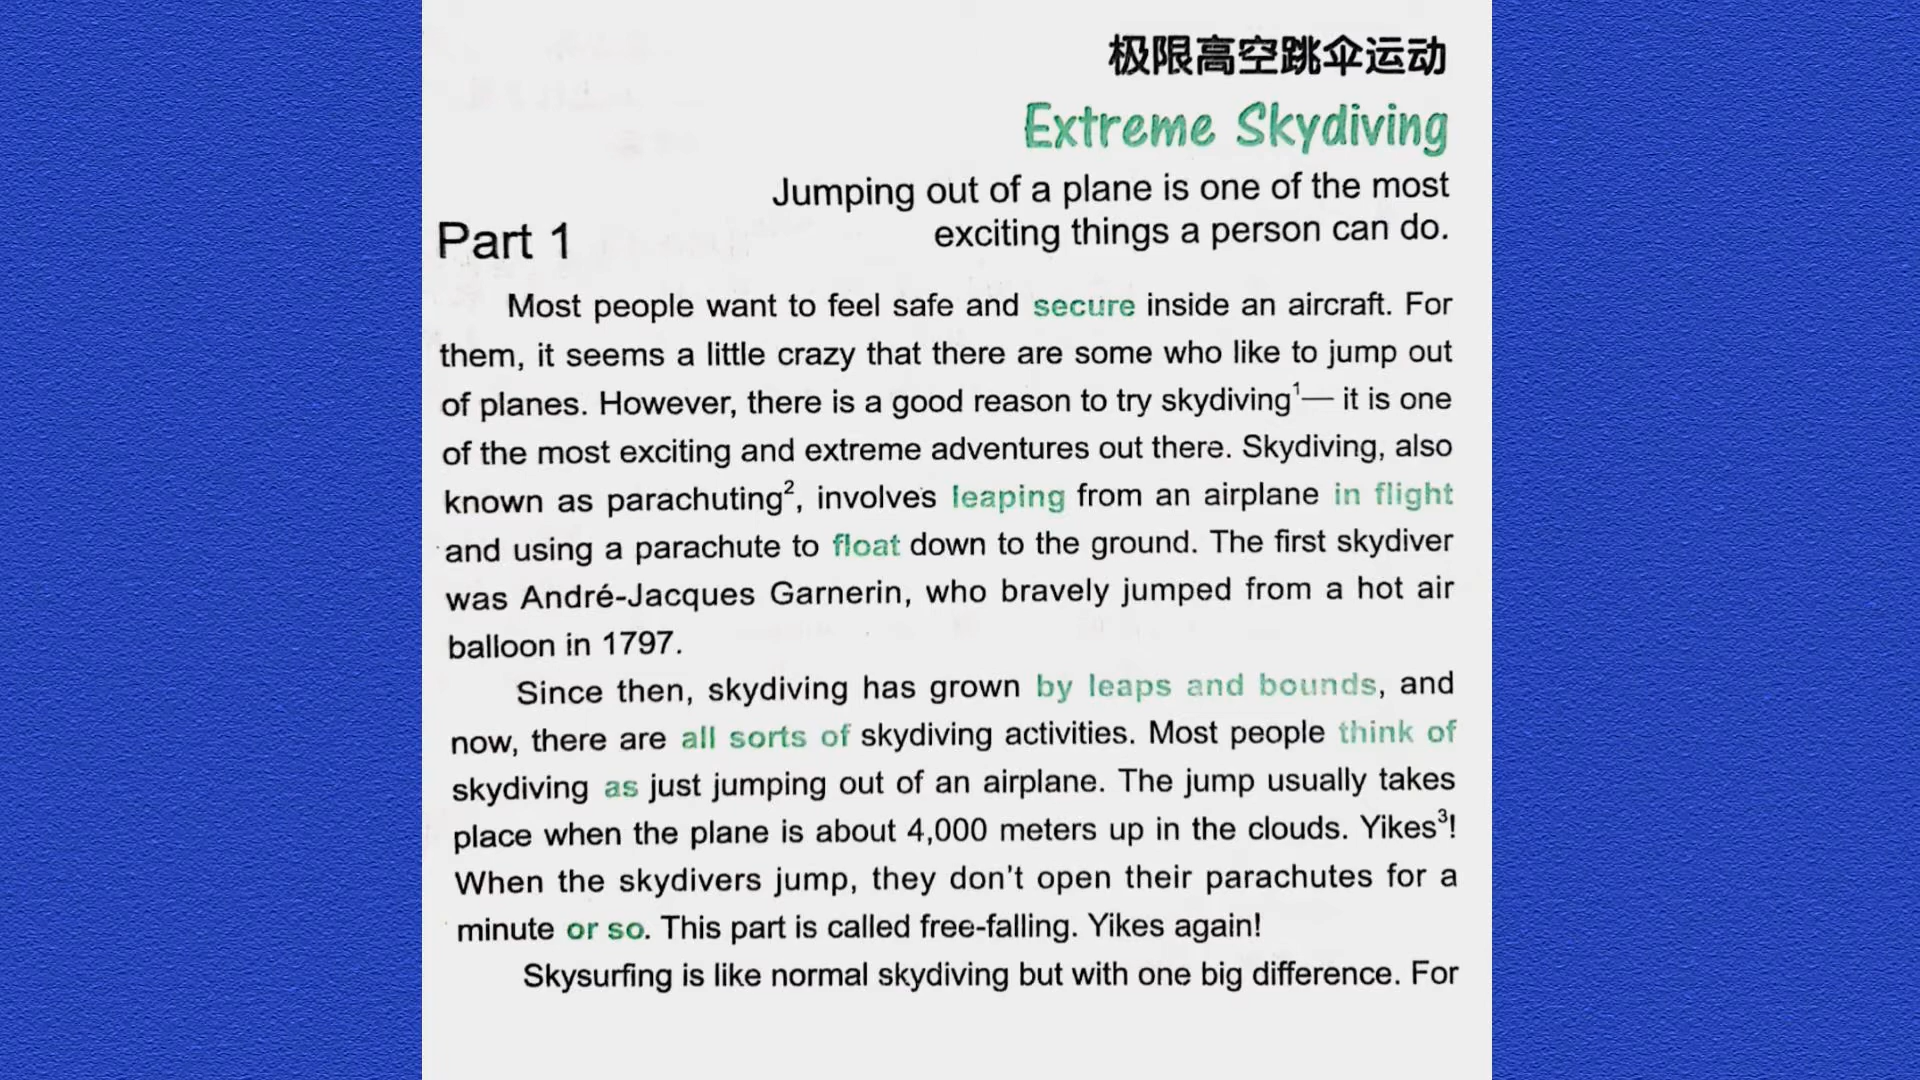 极限高空跳伞运动
Extreme Skydiving
Jumping out of a plane is one of the most
exciting things a person can do.
Part 1
Most people want to feel safe and secure inside an aircraft. For
them, it seems a little crazy that there are some who like to jump out
of planes. However, there is a good reason to try skydiving¹— it is one
of the most exciting and extreme adventures out there. Skydiving, also
known as parachuting², involves leaping from an airplane in flight
and using a parachute to float down to the ground. The first skydiver
was André-Jacques Garnerin, who bravely jumped from a hot air
balloon in 1797.
Since then, skydiving has grown by leaps and bounds, and
now, there are all sorts of skydiving activities. Most people think of
skydiving as just jumping out of an airplane. The jump usually takes
place when the plane is about 4,000 meters up in the clouds. Yikes³!
When the skydivers jump, they don't open their parachutes for a
minute or so. This part is called free-falling. Yikes again!
Skysurfing is like normal skydiving but with one big difference. For